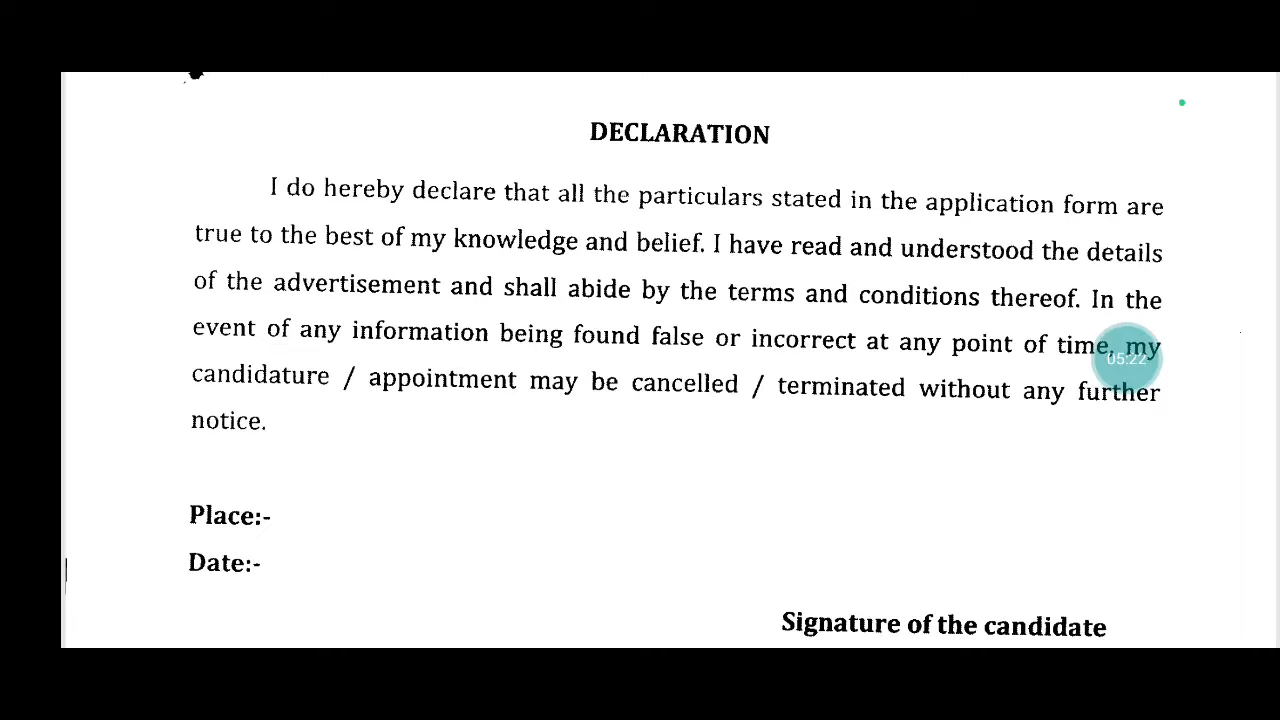 DECLARATION
I do hereby declare that all the particulars stated in the application form are
true to the best of my knowledge and belief. I have read and understood the details
of the advertisement and shall abide by the terms and conditions thereof. In the
event of any information being found false or incorrect at any point of time, my
05:22
candidature / appointment may be cancelled / terminated without any further
notice.
Place:-
Date:-
Signature of the candidate